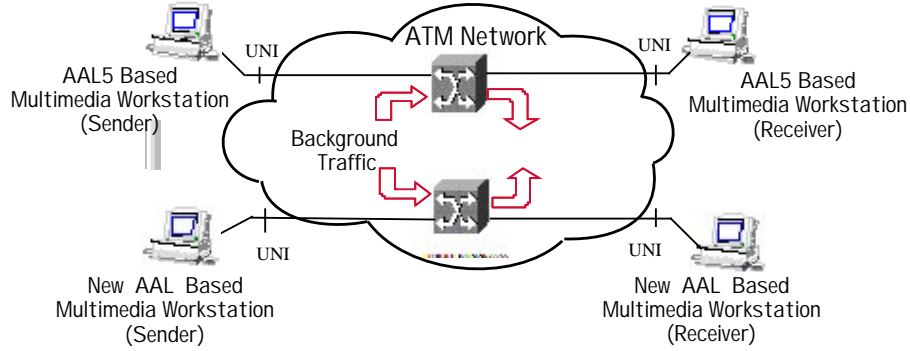 ATM Network
UNI
UNI
AAL5 Based
Multimedia Workstation
(Sender)
AAL5 Based
Multimedia Workstation
(Receiver)
Background
Traffic
UNI
UNI
New AAL Based
Multimedia Workstation
(Sender)
New AAL Based
Multimedia Workstation
(Receiver)